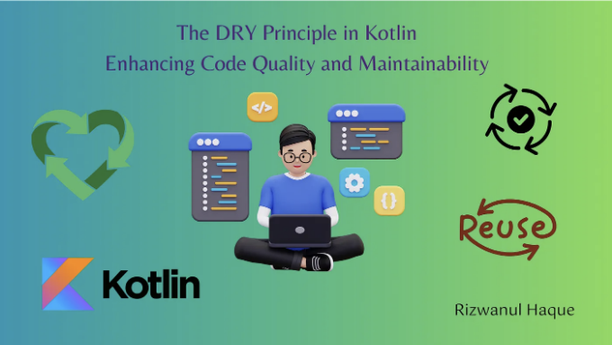 The DRY Principle in Kotlin
Enhancing Code Quality and Maintainability
</>
{}
Reuse
Kotlin
Rizwanul Haque